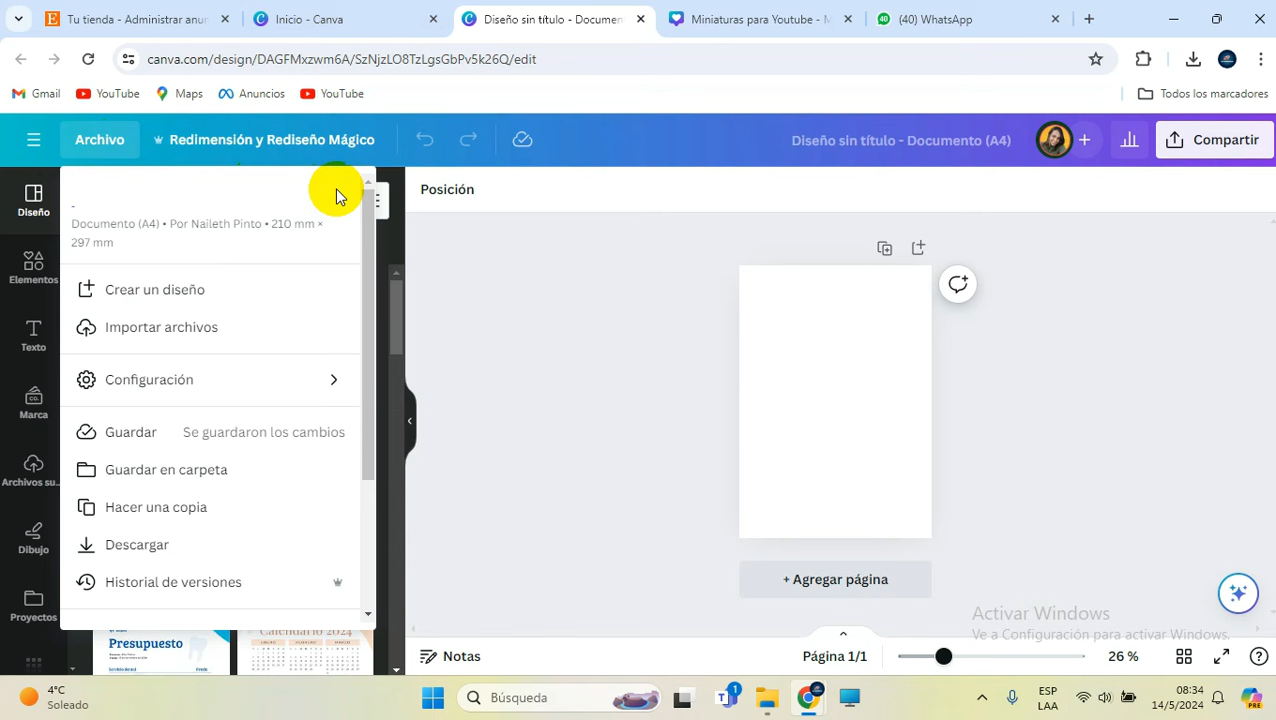 Tu tienda - Administrar anun
Inicio - Canva
Diseño sin título - Documen
Miniaturas para Youtube - M
(40) WhatsApp
canva.com/design/DAGFMxzwm6A/SzNjzLO8TzLgsGbPv5k26Q/edit
Gmail
YouTube
Maps
Anuncios
YouTube
Todos los marcadores
Archivo
Redimensión y Rediseño Mágico
Diseño sin título - Documento (A4)
Compartir
Diseño
Elementos
Texto
Marca
Archivos su...
Dibujo
Proyectos
-
Documento (A4) • Por Naileth Pinto • 210 mm ×
297 mm
Crear un diseño
Importar archivos
Configuración
Guardar Se guardaron los cambios
Guardar en carpeta
Hacer una copia
Descargar
Historial de versiones
Presupuesto
Calendario 2024
Posición
+ Agregar página
Activar Windows
Ve a Configuración para activar Windows.
Notas
Página 1/1
26 %
4°C
Soleado
Búsqueda
1
ESP
LAA
08:34
14/5/2024
PRE